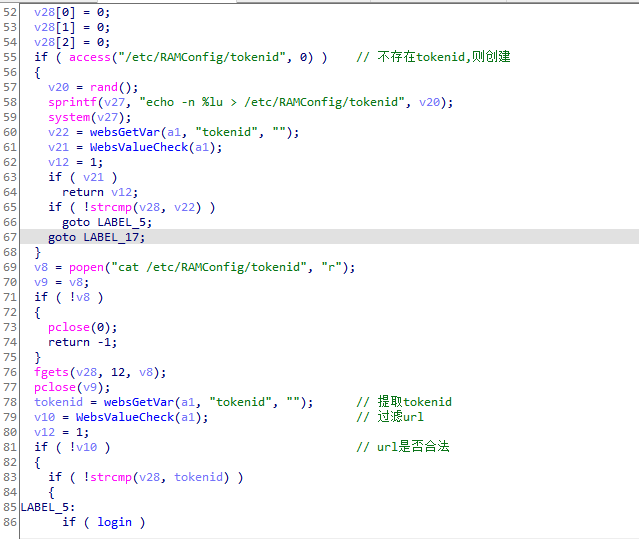 52 v28[0] = 0;
53 v28[1] = 0;
54 v28[2] = 0;
55 if ( access("/etc/RAMConfig/tokenid", 0) ) // 不存在tokenid,则创建
56 {
57 v20 = rand();
58 sprintf(v27, "echo -n %lu > /etc/RAMConfig/tokenid", v20);
59 system(v27);
60 v22 = websGetVar(a1, "tokenid", "");
61 v21 = WebsValueCheck(a1);
62 v12 = 1;
63 if ( v21 )
64 return v12;
65 if ( !strcmp(v28, v22) )
66 goto LABEL_5;
67 goto LABEL_17;
68 }
69 v8 = popen("cat /etc/RAMConfig/tokenid", "r");
70 v9 = v8;
71 if ( !v8 )
72 {
73 pclose(0);
74 return -1;
75 }
76 fgets(v28, 12, v8);
77 pclose(v9);
78 tokenid = websGetVar(a1, "tokenid", ""); // 提取tokenid
79 v10 = WebsValueCheck(a1); // 过滤url
80 v12 = 1;
81 if ( !v10 ) // url是否合法
82 {
83 if ( !strcmp(v28, tokenid) )
84 {
85 LABEL_5:
86 if ( login )